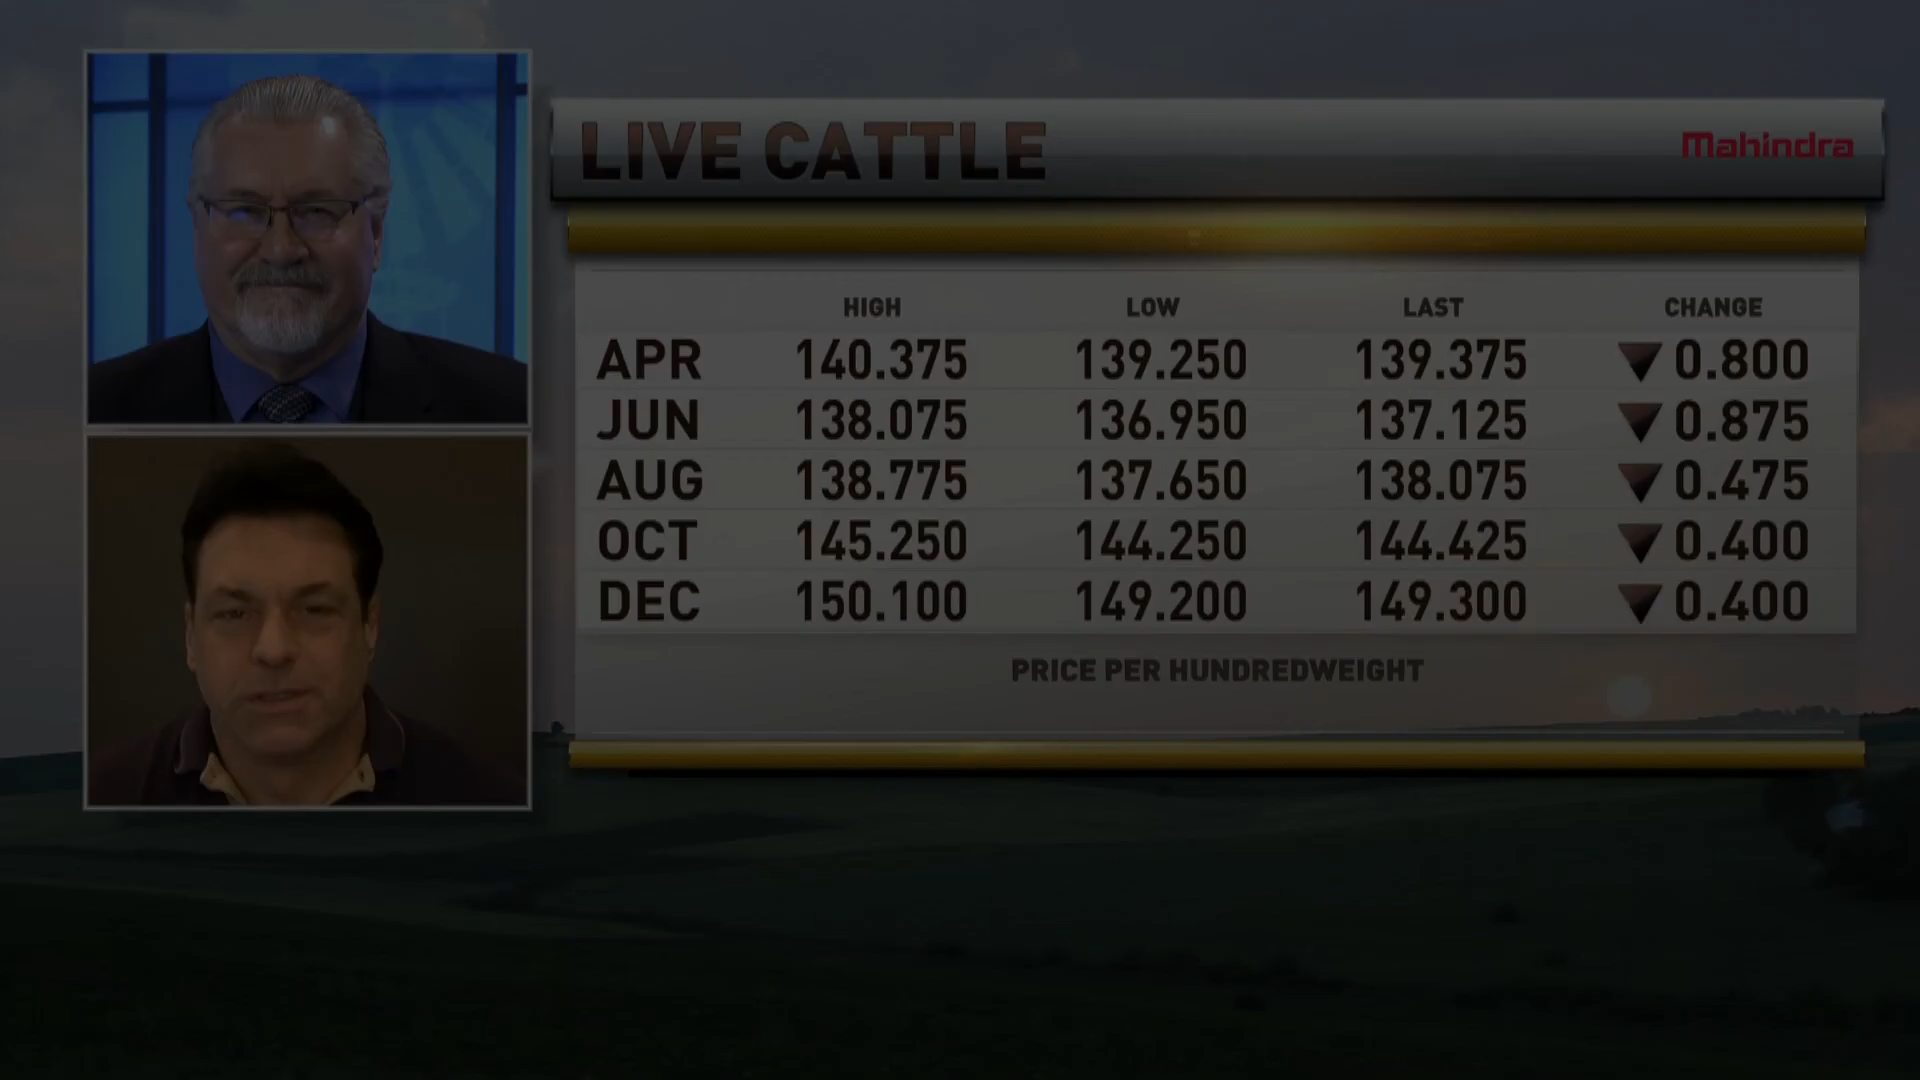 LIVE CATTLE
Mahindra
HIGH LOW LAST CHANGE
APR 140.375 139.250 139.375 ▼ 0.800
JUN 138.075 136.950 137.125 ▼ 0.875
AUG 138.775 137.650 138.075 ▼ 0.475
OCT 145.250 144.250 144.425 ▼ 0.400
DEC 150.100 149.200 149.300 ▼ 0.400
PRICE PER HUNDREDWEIGHT